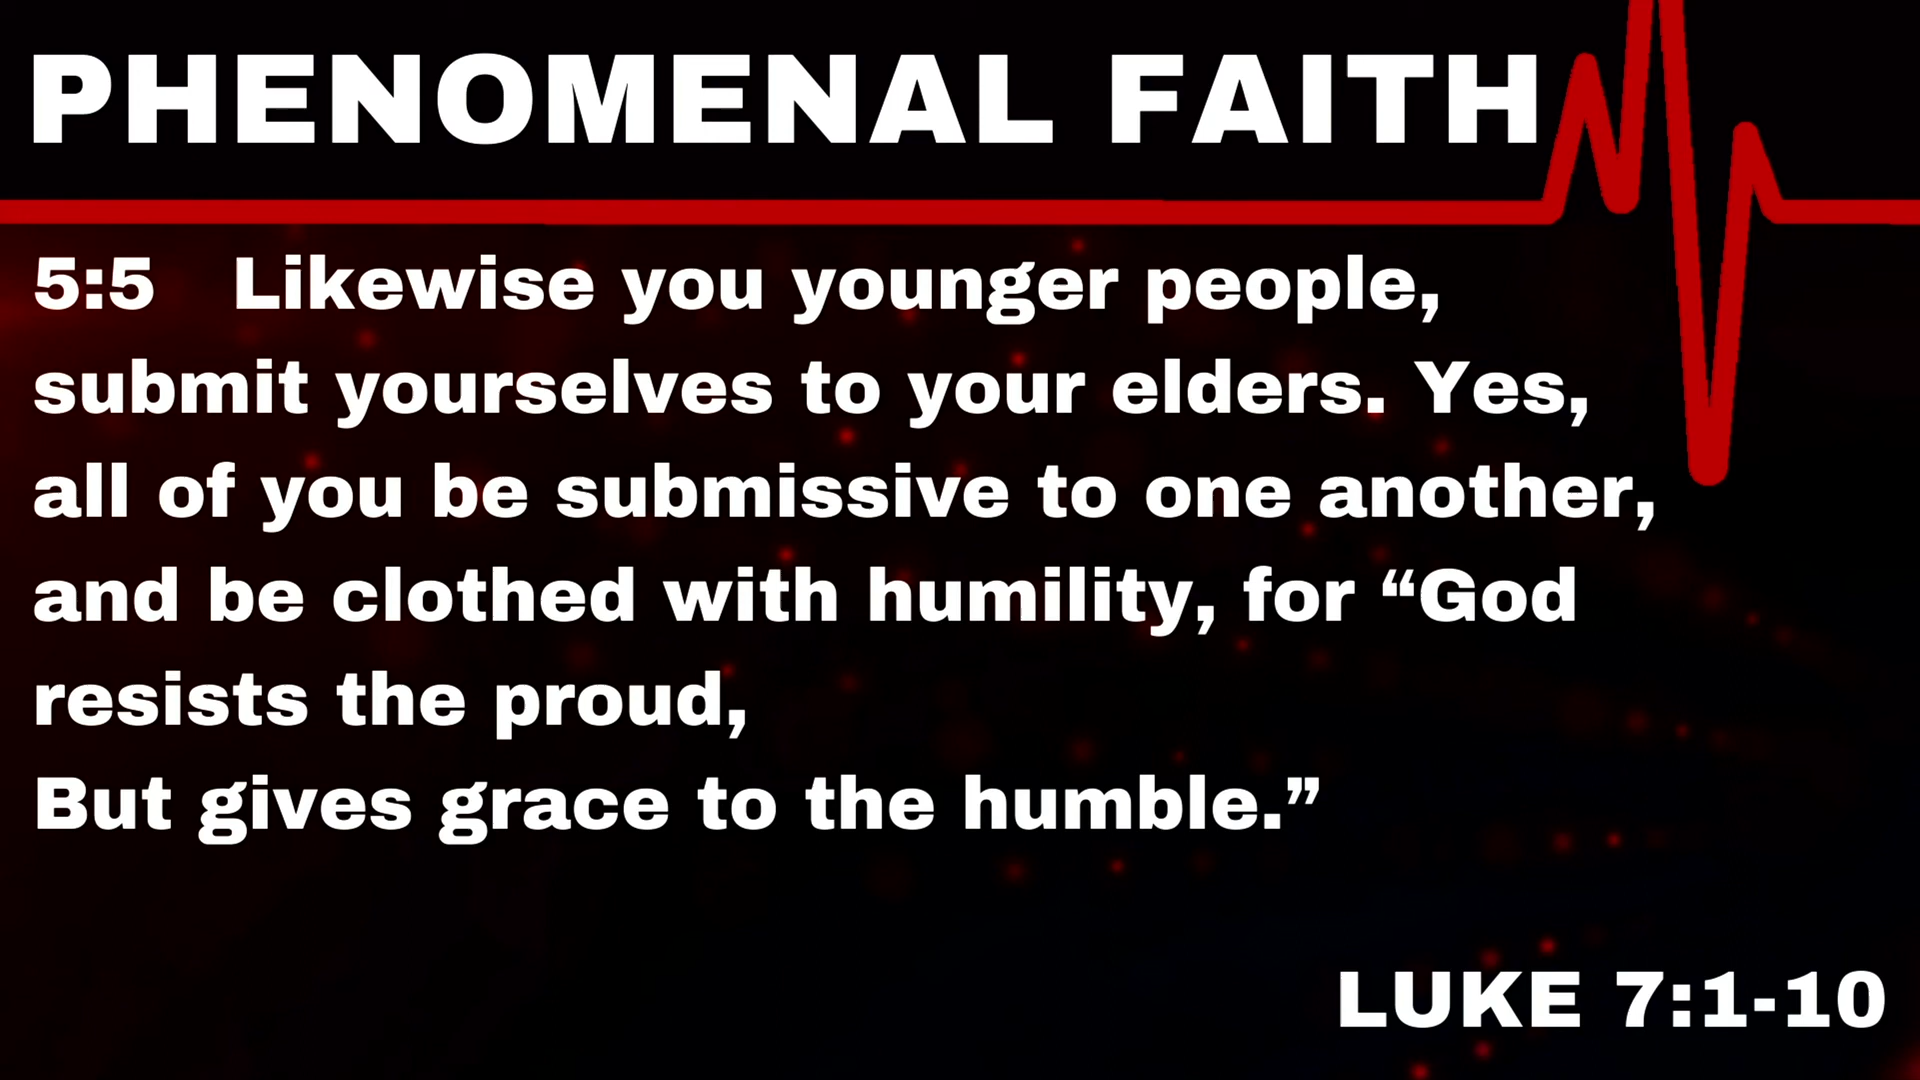 PHENOMENAL FAITH
5:5 Likewise you younger people,
submit yourselves to your elders. Yes,
all of you be submissive to one another,
and be clothed with humility, for “God
resists the proud,
But gives grace to the humble.”
LUKE 7:1-10